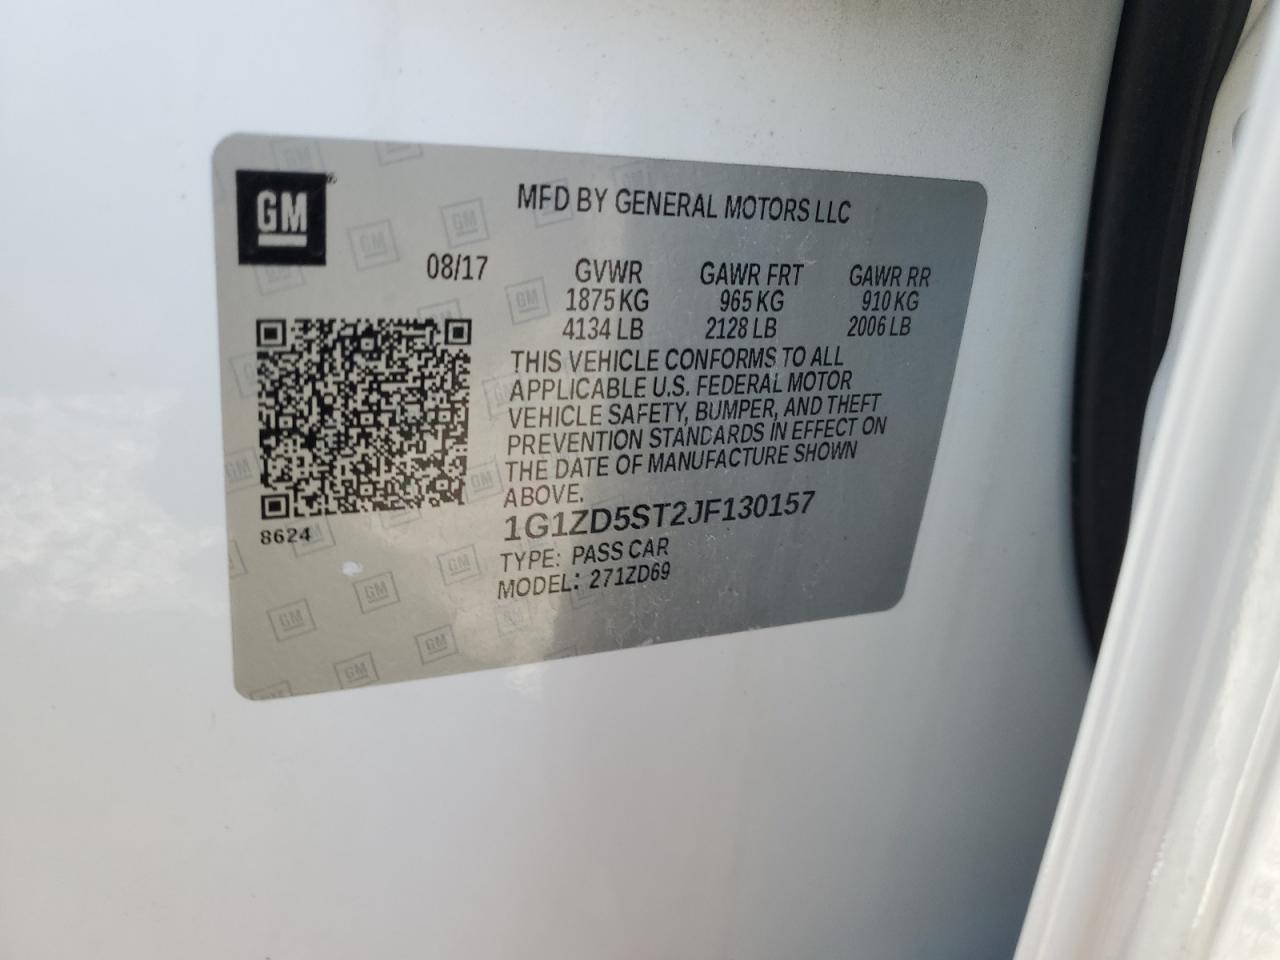 GM
MFD BY GENERAL MOTORS LLC
08/17
GVWR GAWR FRT GAWR RR
1875 KG 965 KG 910 KG
4134 LB 2128 LB 2006 LB
THIS VEHICLE CONFORMS TO ALL
APPLICABLE U.S. FEDERAL MOTOR
VEHICLE SAFETY, BUMPER, AND THEFT
PREVENTION STANDARDS IN EFFECT ON
THE DATE OF MANUFACTURE SHOWN
ABOVE.
8624
1G1ZD5ST2JF130157
TYPE: PASS CAR
MODEL: 271ZD69